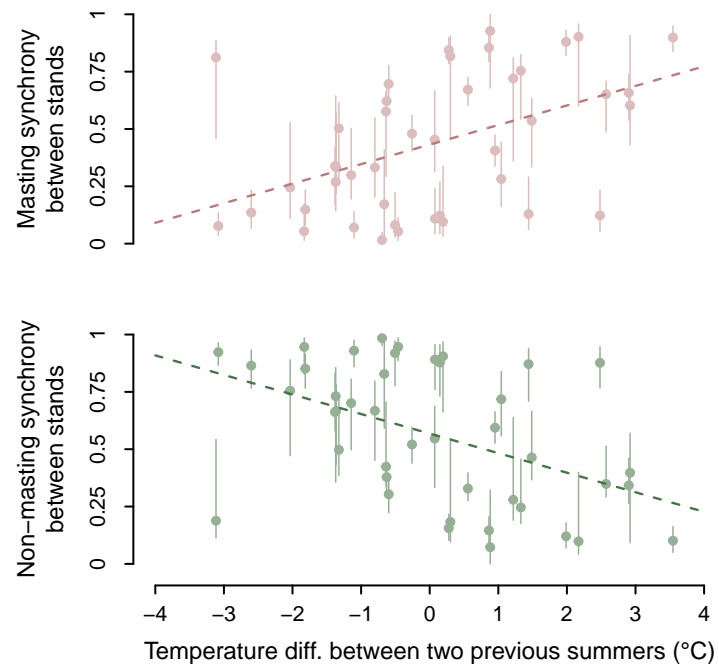 Masting synchrony
between stands
1
0.75
0.5
0.25
0
Non−masting synchrony
between stands
1
0.75
0.5
0.25
0
−4 −3 −2 −1 0 1 2 3 4
Temperature diff. between two previous summers (°C)